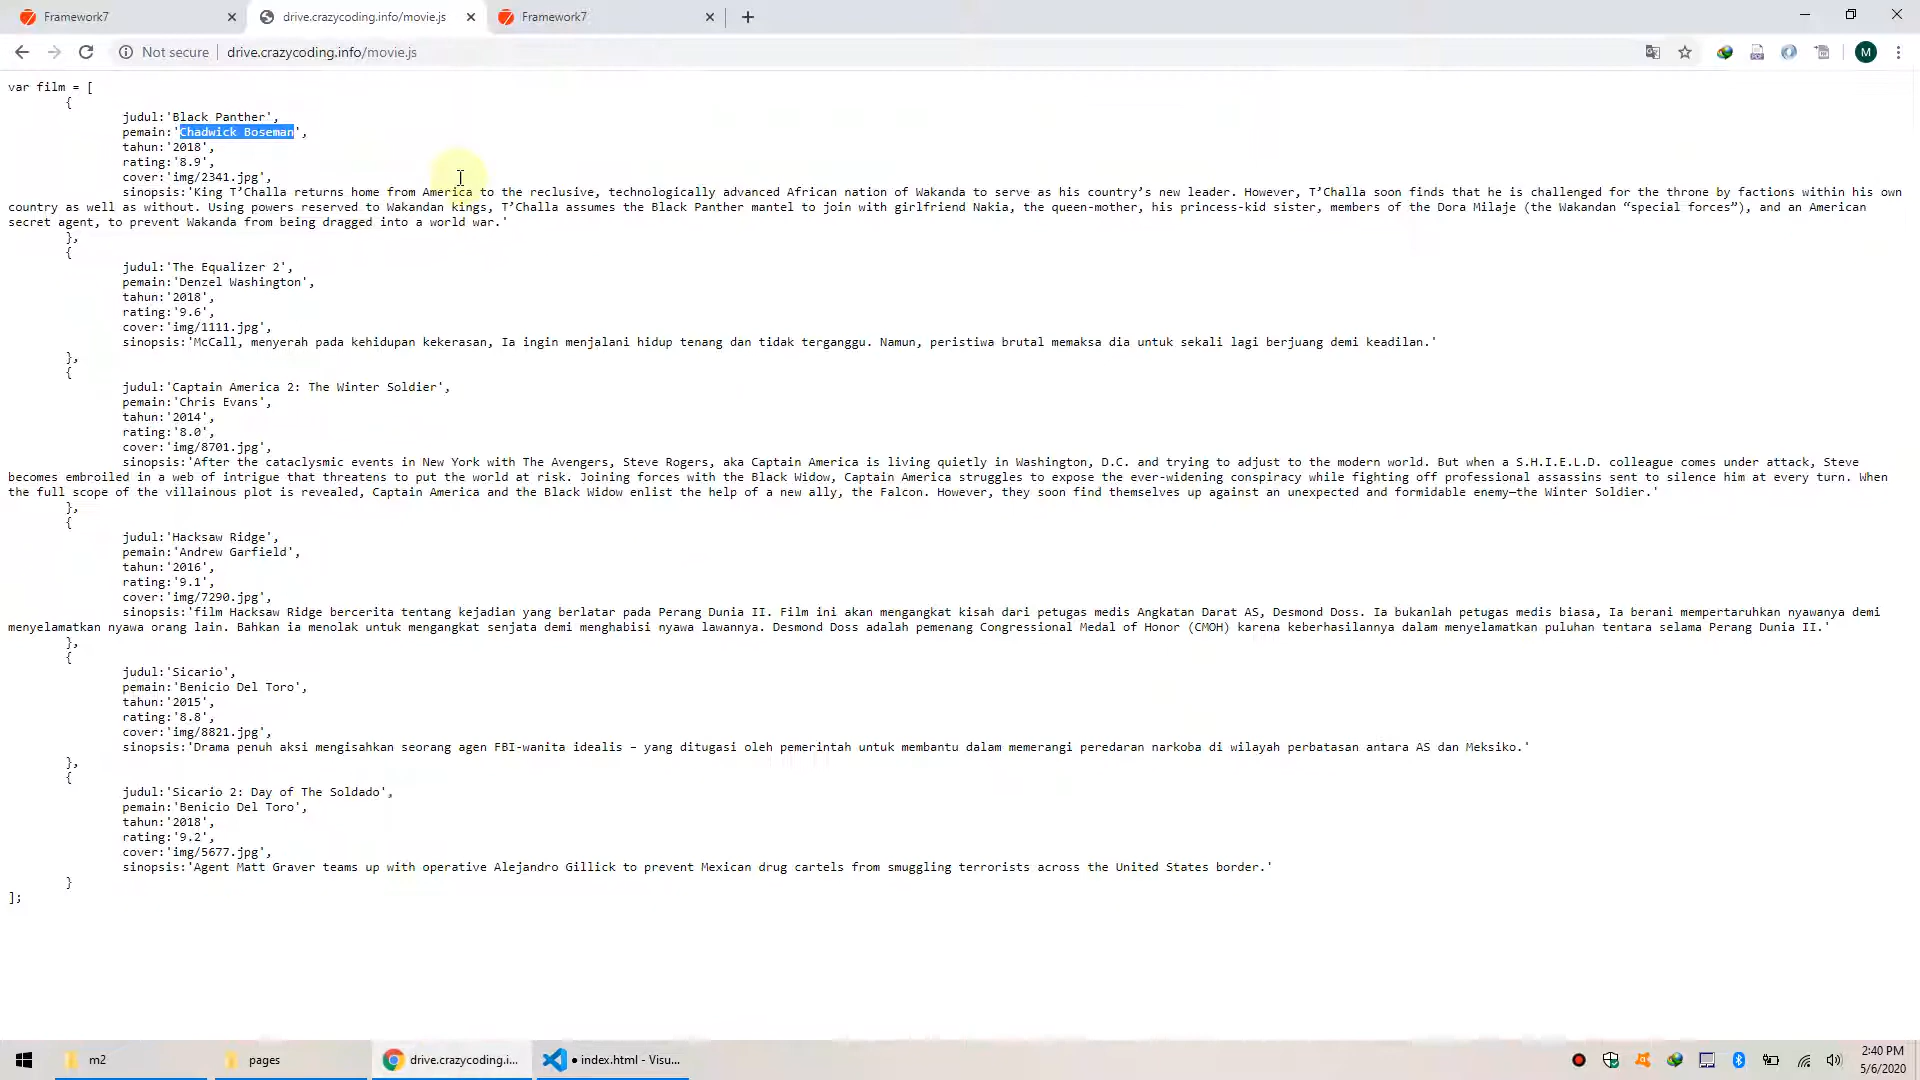 Framework7
drive.crazycoding.info/movie.js
Framework7
Not secure
drive.crazycoding.info/movie.js
M
var film = [
{
judul:'Black Panther',
pemain:'Chadwick Boseman',
tahun:'2018',
rating:'8.9',
cover:'img/2341.jpg',
sinopsis:'King T’Challa returns home from America to the reclusive, technologically advanced African nation of Wakanda to serve as his country’s new leader. However, T’Challa soon finds that he is challenged for the throne by factions within his own
country as well as without. Using powers reserved to Wakandan kings, T’Challa assumes the Black Panther mantel to join with girlfriend Nakia, the queen-mother, his princess-kid sister, members of the Dora Milaje (the Wakandan “special forces”), and an American
secret agent, to prevent Wakanda from being dragged into a world war.'
},
{
judul:'The Equalizer 2',
pemain:'Denzel Washington',
tahun:'2018',
rating:'9.6',
cover:'img/1111.jpg',
sinopsis:'McCall, menyerah pada kehidupan kekerasan, Ia ingin menjalani hidup tenang dan tidak terganggu. Namun, peristiwa brutal memaksa dia untuk sekali lagi berjuang demi keadilan.'
},
{
judul:'Captain America 2: The Winter Soldier',
pemain:'Chris Evans',
tahun:'2014',
rating:'8.0',
cover:'img/8701.jpg',
sinopsis:'After the cataclysmic events in New York with The Avengers, Steve Rogers, aka Captain America is living quietly in Washington, D.C. and trying to adjust to the modern world. But when a S.H.I.E.L.D. colleague comes under attack, Steve
becomes embroiled in a web of intrigue that threatens to put the world at risk. Joining forces with the Black Widow, Captain America struggles to expose the ever-widening conspiracy while fighting off professional assassins sent to silence him at every turn. When
the full scope of the villainous plot is revealed, Captain America and the Black Widow enlist the help of a new ally, the Falcon. However, they soon find themselves up against an unexpected and formidable enemy—the Winter Soldier.'
},
{
judul:'Hacksaw Ridge',
pemain:'Andrew Garfield',
tahun:'2016',
rating:'9.1',
cover:'img/7290.jpg',
sinopsis:'film Hacksaw Ridge bercerita tentang kejadian yang berlatar pada Perang Dunia II. Film ini akan mengangkat kisah dari petugas medis Angkatan Darat AS, Desmond Doss. Ia bukanlah petugas medis biasa, Ia berani mempertaruhkan nyawanya demi
menyelamatkan nyawa orang lain. Bahkan ia menolak untuk mengangkat senjata demi menghabisi nyawa lawannya. Desmond Doss adalah pemenang Congressional Medal of Honor (CMOH) karena keberhasilannya dalam menyelamatkan puluhan tentara selama Perang Dunia II.'
},
{
judul:'Sicario',
pemain:'Benicio Del Toro',
tahun:'2015',
rating:'8.8',
cover:'img/8821.jpg',
sinopsis:'Drama penuh aksi mengisahkan seorang agen FBI-wanita idealis – yang ditugasi oleh pemerintah untuk membantu dalam memerangi peredaran narkoba di wilayah perbatasan antara AS dan Meksiko.'
},
{
judul:'Sicario 2: Day of The Soldado',
pemain:'Benicio Del Toro',
tahun:'2018',
rating:'9.2',
cover:'img/5677.jpg',
sinopsis:'Agent Matt Graver teams up with operative Alejandro Gillick to prevent Mexican drug cartels from smuggling terrorists across the United States border.'
}
];
m2
pages
drive.crazycoding.i...
● index.html - Visu...
2:40 PM
5/6/2020